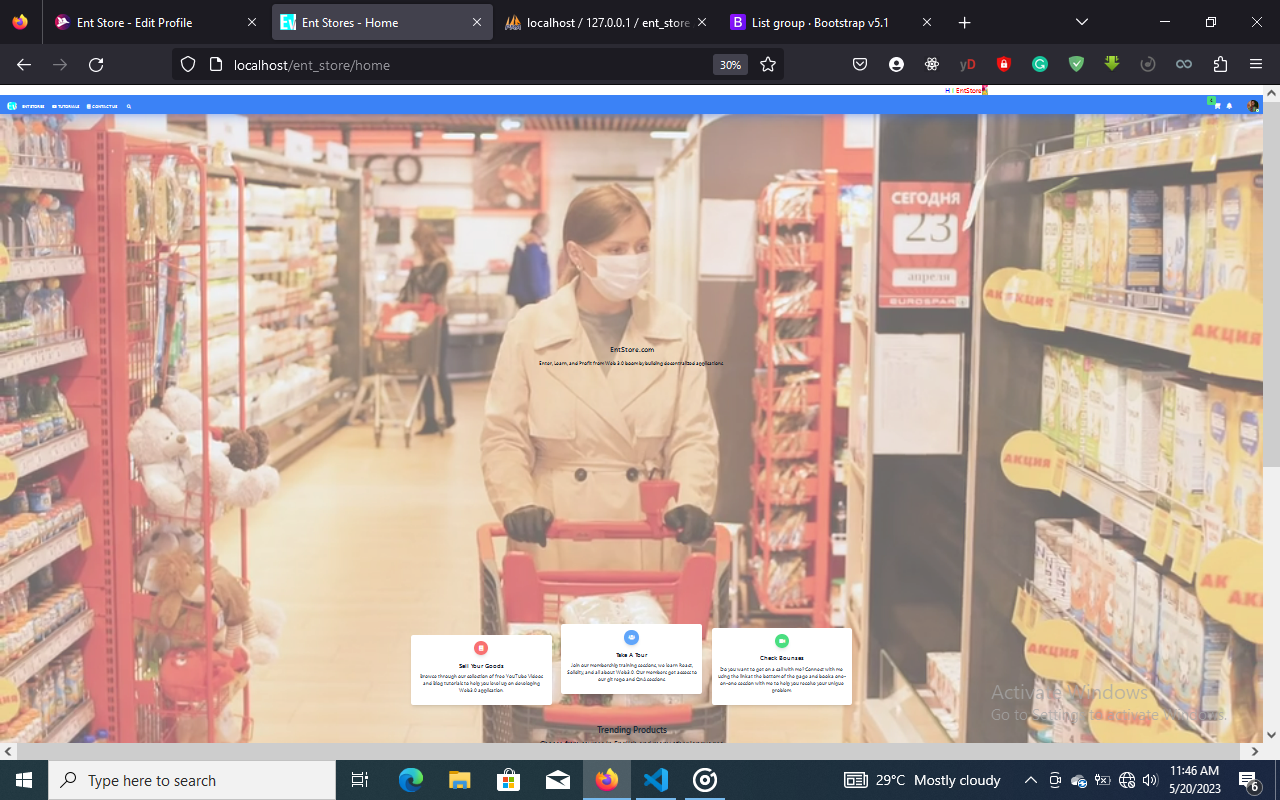 Ent Store - Edit Profile
Ent Stores - Home
localhost / 127.0.0.1 / ent_store
List group · Bootstrap v5.1
localhost/ent_store/home
30%
yD
Hi EntStore
ENT STORES
TUTORIALS
CONTACT US
СЕГОДНЯ
23
апреля
EUROSPAR
АКЦИЯ
АКЦИЯ
АКЦИЯ
EntStore.com
Enter, Learn, and Profit from Web 3.0 boom by building decentralized applications
Sell Your Goods
Browse through our collection of free YouTube Videos
and blog tutorials to help you level up on developing
Web3.0 application.
Take A Tour
Join our membership training sessions, we learn React,
Solidity, and all about Web3.0. Our members get access to
our git repo and QnA sessions.
Check Bounses
Do you want to get on a call with me? Connect with me
using the link at the bottom of the page and book a one-
on-one session with me to help you resolve your unique
problem
Trending Products
Activate Windows
Go to Settings to activate Windows.
Type here to search
29°C Mostly cloudy
11:46 AM
5/20/2023
6